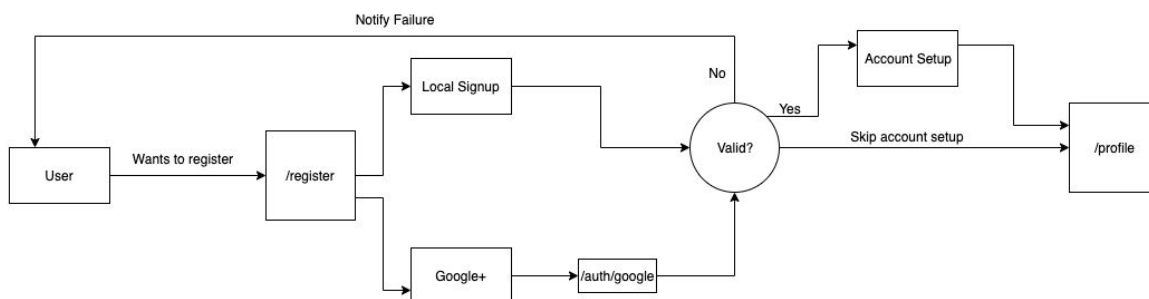 Notify Failure
Account Setup
Local Signup
No
Yes
Skip account setup
Wants to register
User
/register
Valid?
/profile
Google+
/auth/google